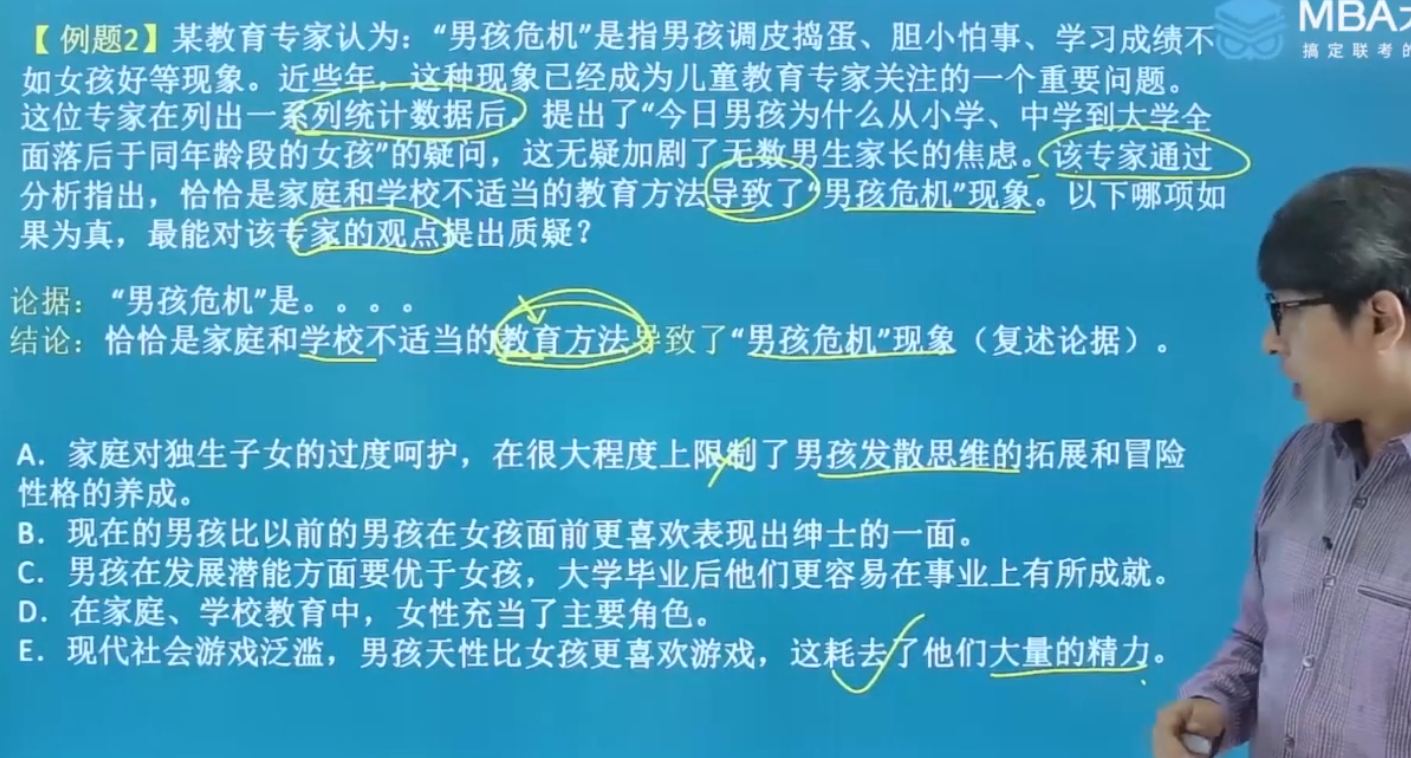 【例题2】某教育专家认为：“男孩危机”是指男孩调皮捣蛋、胆小怕事、学习成绩不
如女孩好等现象。近些年，这种现象已经成为儿童教育专家关注的一个重要问题。
这位专家在列出一系列统计数据后，提出了“今日男孩为什么从小学、中学到大学全
面落后于同年龄段的女孩”的疑问，这无疑加剧了无数男生家长的焦虑。该专家通过
分析指出，恰恰是家庭和学校不适当的教育方法导致了“男孩危机”现象。以下哪项如
果为真，最能对该专家的观点提出质疑？
论据：“男孩危机”是。。。。
结论：恰恰是家庭和学校不适当的教育方法导致了“男孩危机”现象（复述论据）。
A．家庭对独生子女的过度呵护，在很大程度上限制了男孩发散思维的拓展和冒险
性格的养成。
B．现在的男孩比以前的男孩在女孩面前更喜欢表现出绅士的一面。
C．男孩在发展潜能方面要优于女孩，大学毕业后他们更容易在事业上有所成就。
D．在家庭、学校教育中，女性充当了主要角色。
E．现代社会游戏泛滥，男孩天性比女孩更喜欢游戏，这耗去了他们大量的精力。
MBA大
搞定联考的